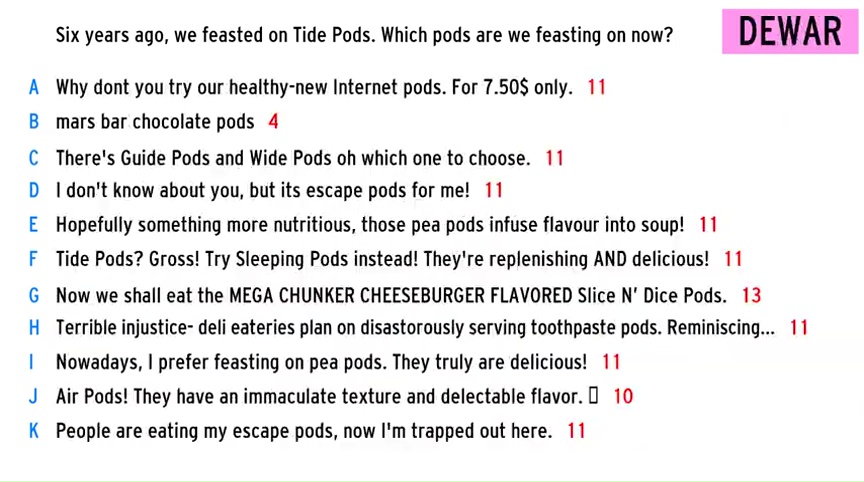 Six years ago, we feasted on Tide Pods. Which pods are we feasting on now?
DEWAR
A Why dont you try our healthy-new Internet pods. For 7.50$ only. 11
B mars bar chocolate pods 4
C There's Guide Pods and Wide Pods oh which one to choose. 11
D I don't know about you, but its escape pods for me! 11
E Hopefully something more nutritious, those pea pods infuse flavour into soup! 11
F Tide Pods? Gross! Try Sleeping Pods instead! They're replenishing AND delicious! 11
G Now we shall eat the MEGA CHUNKER CHEESEBURGER FLAVORED Slice N’ Dice Pods. 13
H Terrible injustice- deli eateries plan on disastorously serving toothpaste pods. Reminiscing... 11
I Nowadays, I prefer feasting on pea pods. They truly are delicious! 11
J Air Pods! They have an immaculate texture and delectable flavor. 10
K People are eating my escape pods, now I'm trapped out here. 11